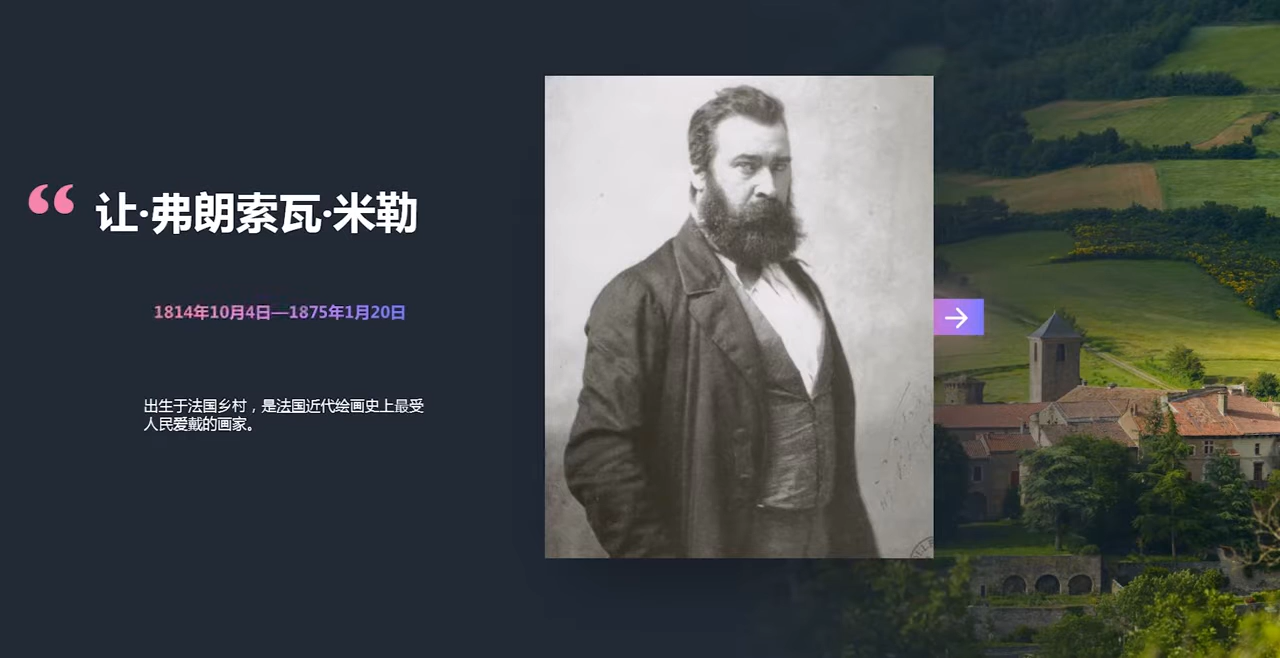 让·弗朗索瓦·米勒
1814年10月4日—1875年1月20日
出生于法国乡村，是法国近代绘画史上最受
人民爱戴的画家。